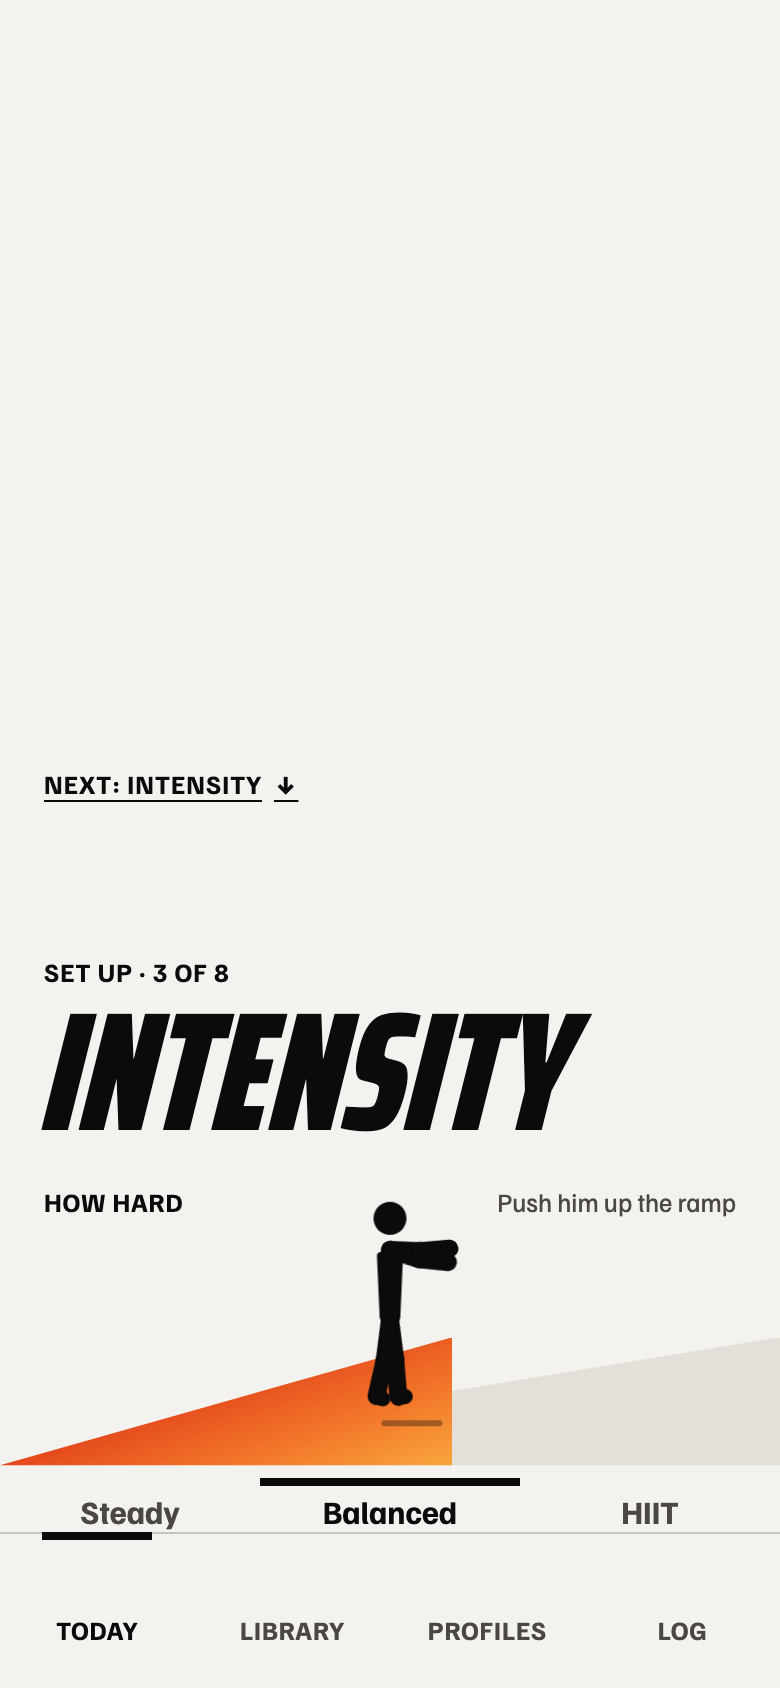 NEXT: INTENSITY ↓
SET UP · 3 OF 8
INTENSITY
HOW HARD
Push him up the ramp
Steady
Balanced
HIIT
TODAY
LIBRARY
PROFILES
LOG